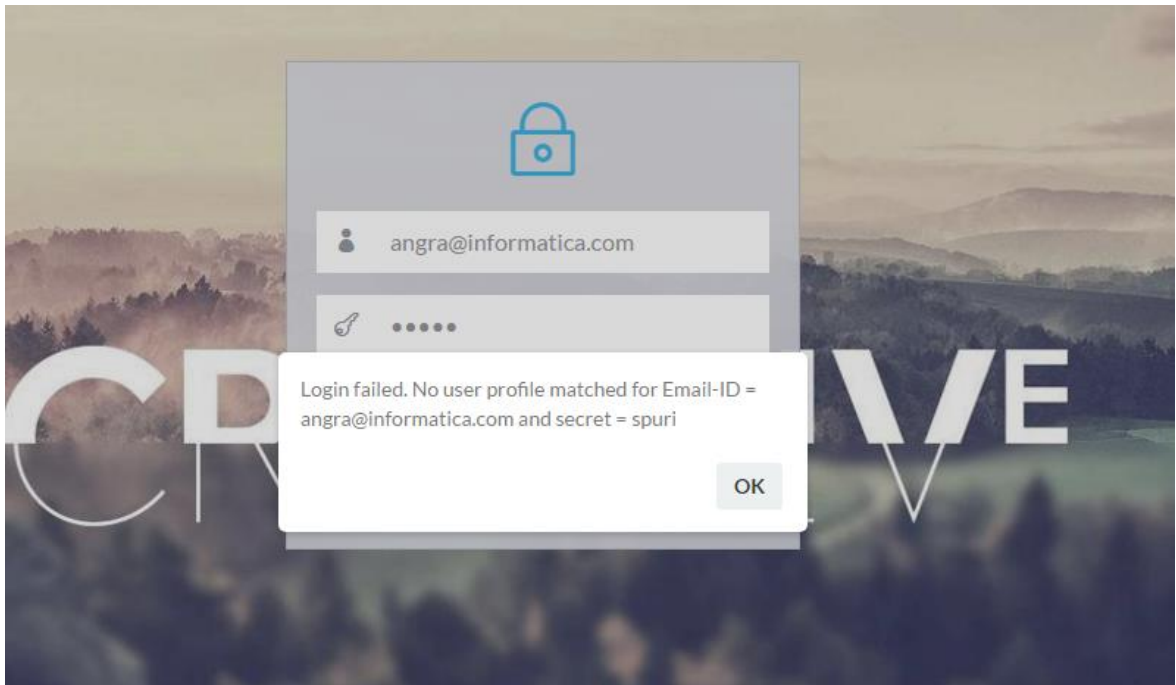 angra@informatica.com
•••••
Login failed. No user profile matched for Email-ID =
angra@informatica.com and secret = spuri
OK